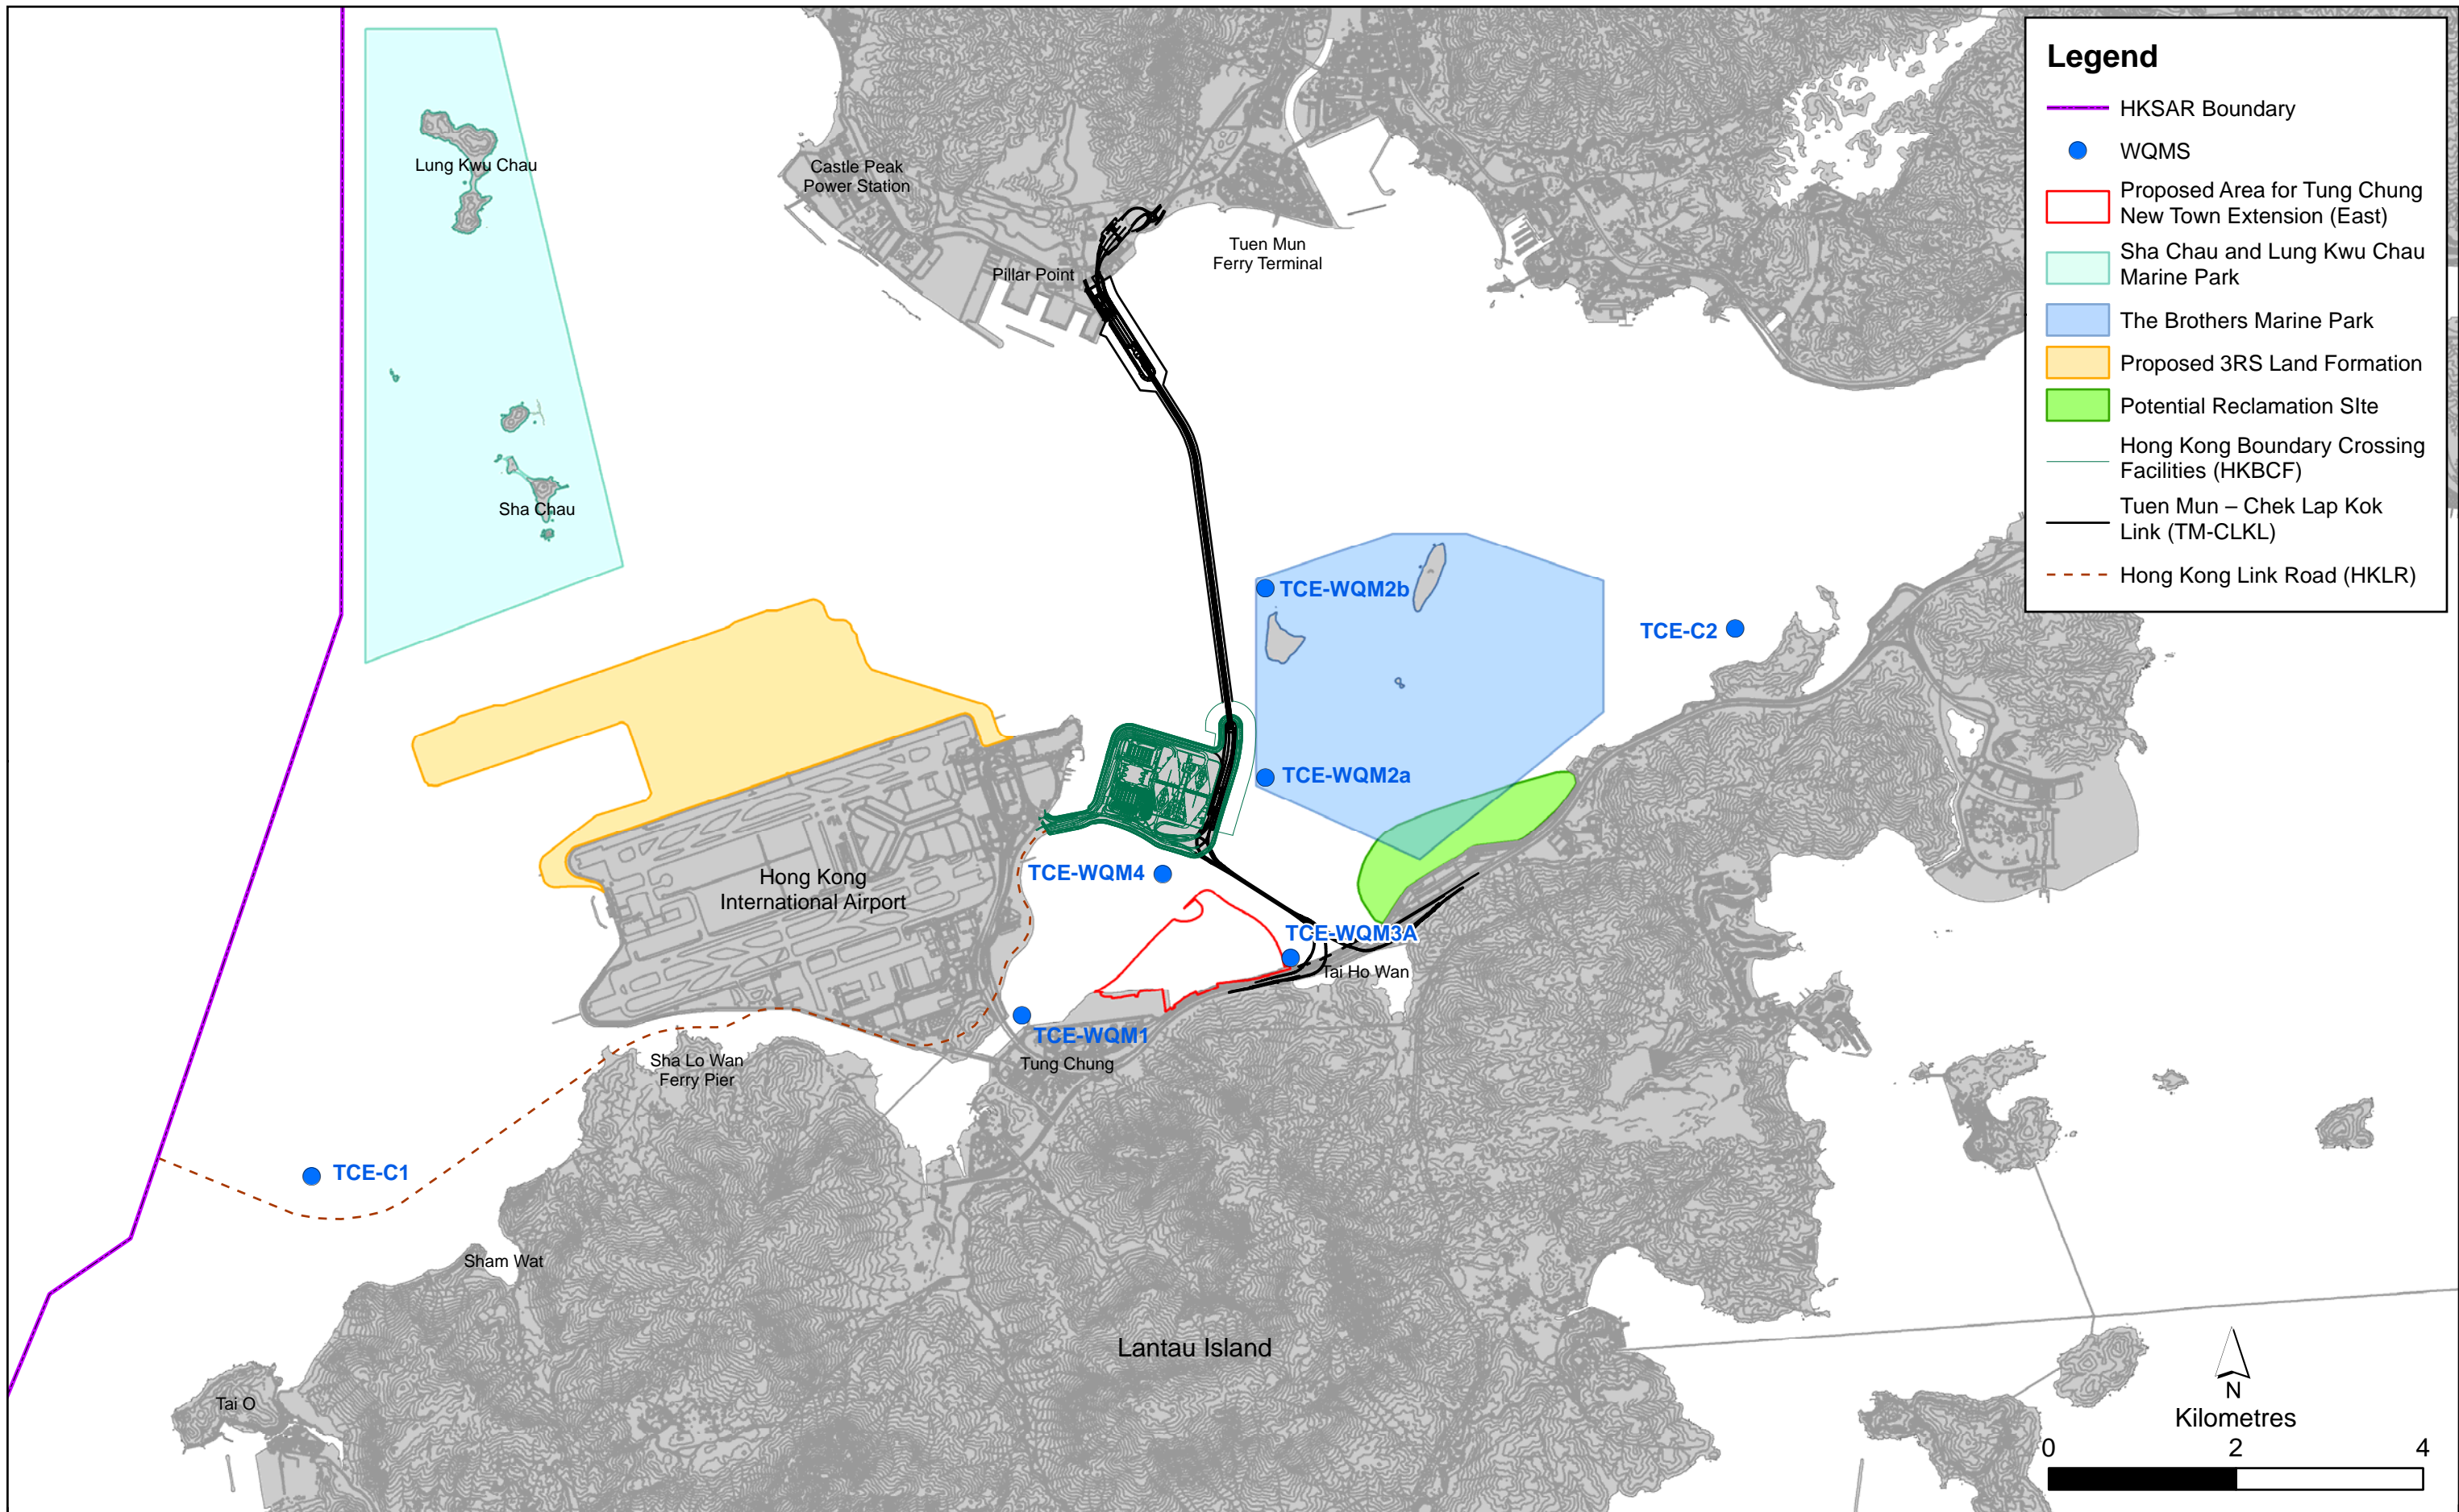 Legend
HKSAR Boundary
WQMS
Proposed Area for Tung Chung
New Town Extension (East)
Sha Chau and Lung Kwu Chau
Marine Park
The Brothers Marine Park
Proposed 3RS Land Formation
Potential Reclamation SIte
Hong Kong Boundary Crossing
Facilities (HKBCF)
Tuen Mun – Chek Lap Kok
Link (TM-CLKL)
Hong Kong Link Road (HKLR)
Lung Kwu Chau
Castle Peak
Power Station
Tuen Mun
Ferry Terminal
Pillar Point
Sha Chau
TCE-WQM2b
TCE-C2
TCE-WQM2a
TCE-WQM4
Hong Kong
International Airport
TCE-WQM3A
Tai Ho Wan
TCE-WQM1
Tung Chung
Sha Lo Wan
Ferry Pier
TCE-C1
Sham Wat
Lantau Island
Tai O
N
Kilometres
0 2 4